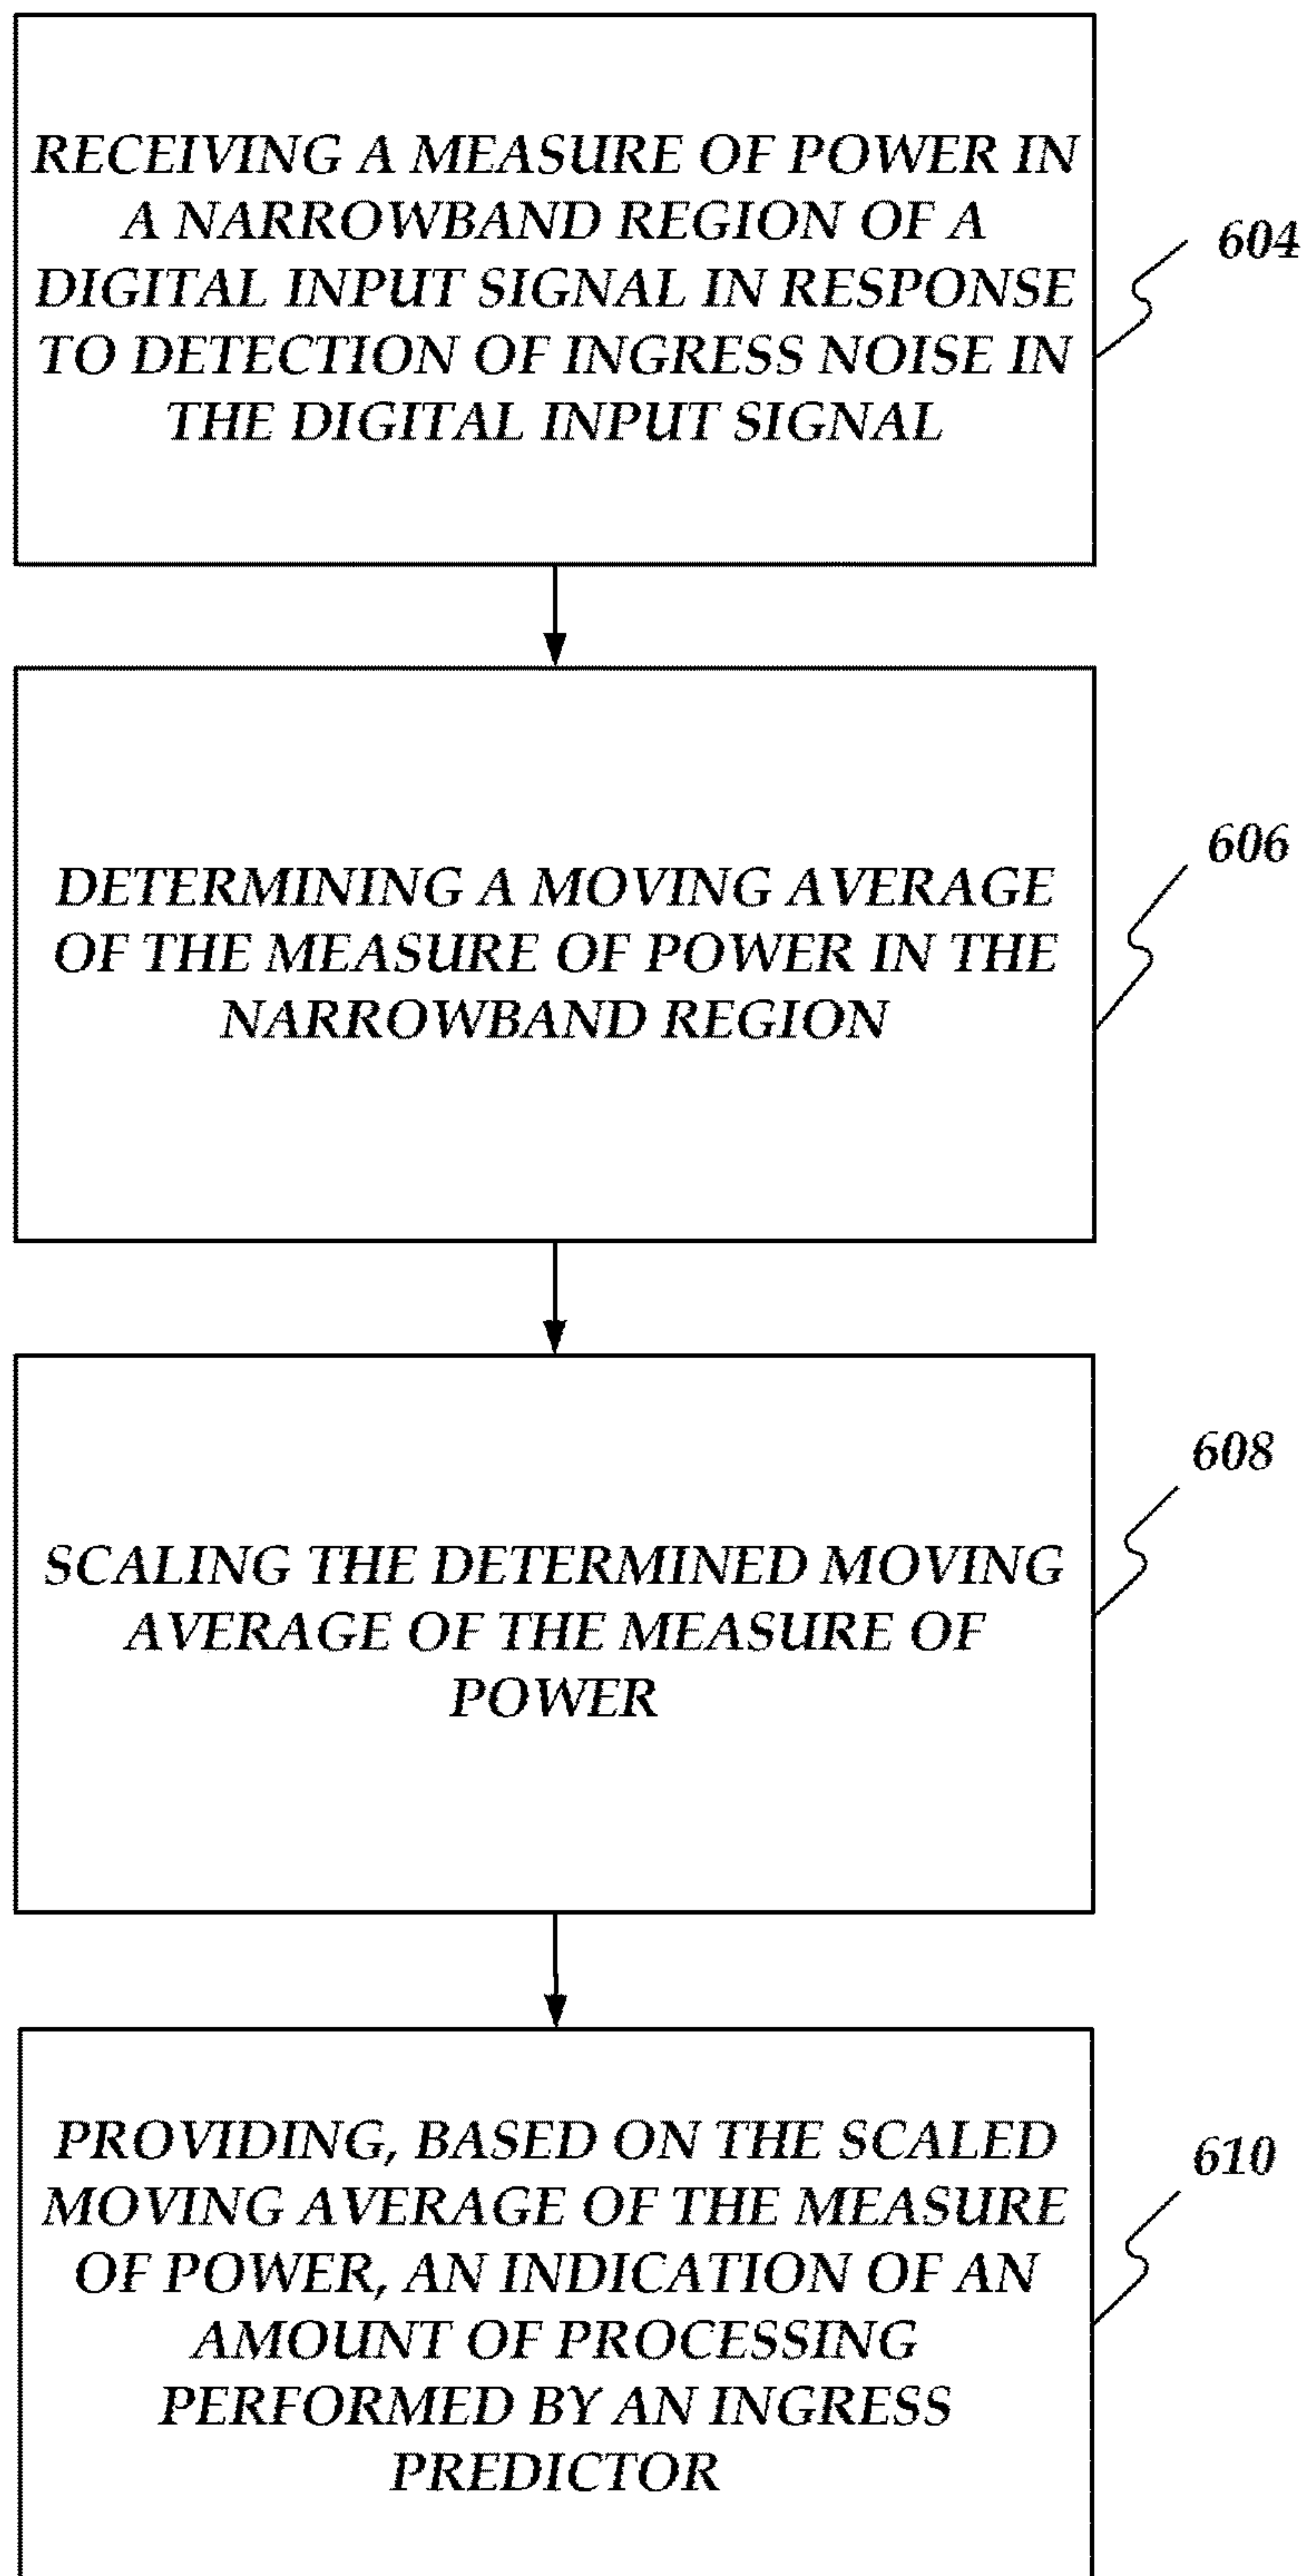 RECEIVING A MEASURE OF POWER IN
A NARROWBAND REGION OF A
DIGITAL INPUT SIGNAL IN RESPONSE
TO DETECTION OF INGRESS NOISE IN
THE DIGITAL INPUT SIGNAL
604
DETERMINING A MOVING AVERAGE
OF THE MEASURE OF POWER IN THE
NARROWBAND REGION
606
SCALING THE DETERMINED MOVING
AVERAGE OF THE MEASURE OF
POWER
608
PROVIDING, BASED ON THE SCALED
MOVING AVERAGE OF THE MEASURE
OF POWER, AN INDICATION OF AN
AMOUNT OF PROCESSING
PERFORMED BY AN INGRESS
PREDICTOR
610